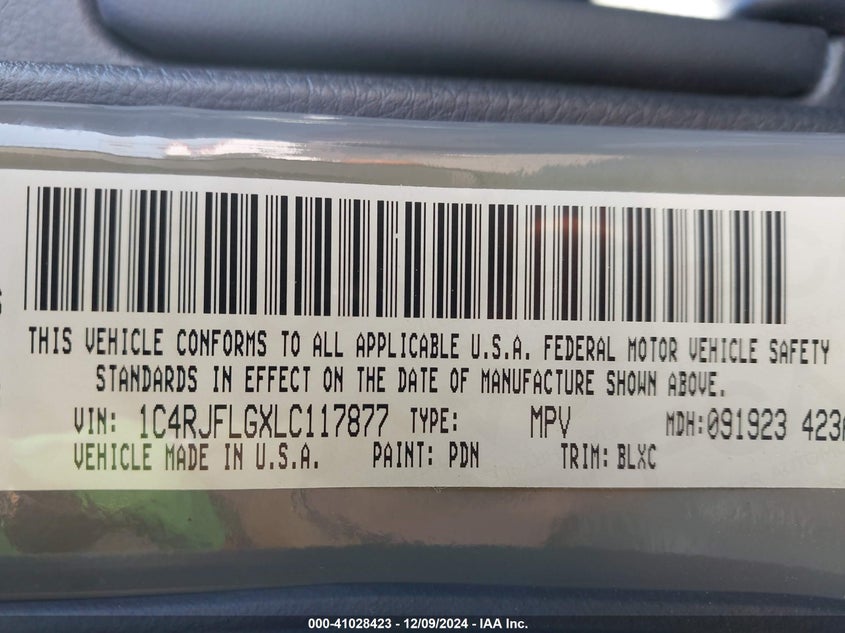 THIS VEHICLE CONFORMS TO ALL APPLICABLE U.S.A. FEDERAL MOTOR VEHICLE SAFETY
STANDARDS IN EFFECT ON THE DATE OF MANUFACTURE SHOWN ABOVE.
VIN: 1C4RJFLGXLC117877 TYPE: MPV MDH:091923 423
VEHICLE MADE IN U.S.A. PAINT: PDN TRIM: BLXC
000-41028423 - 12/09/2024 - IAA Inc.